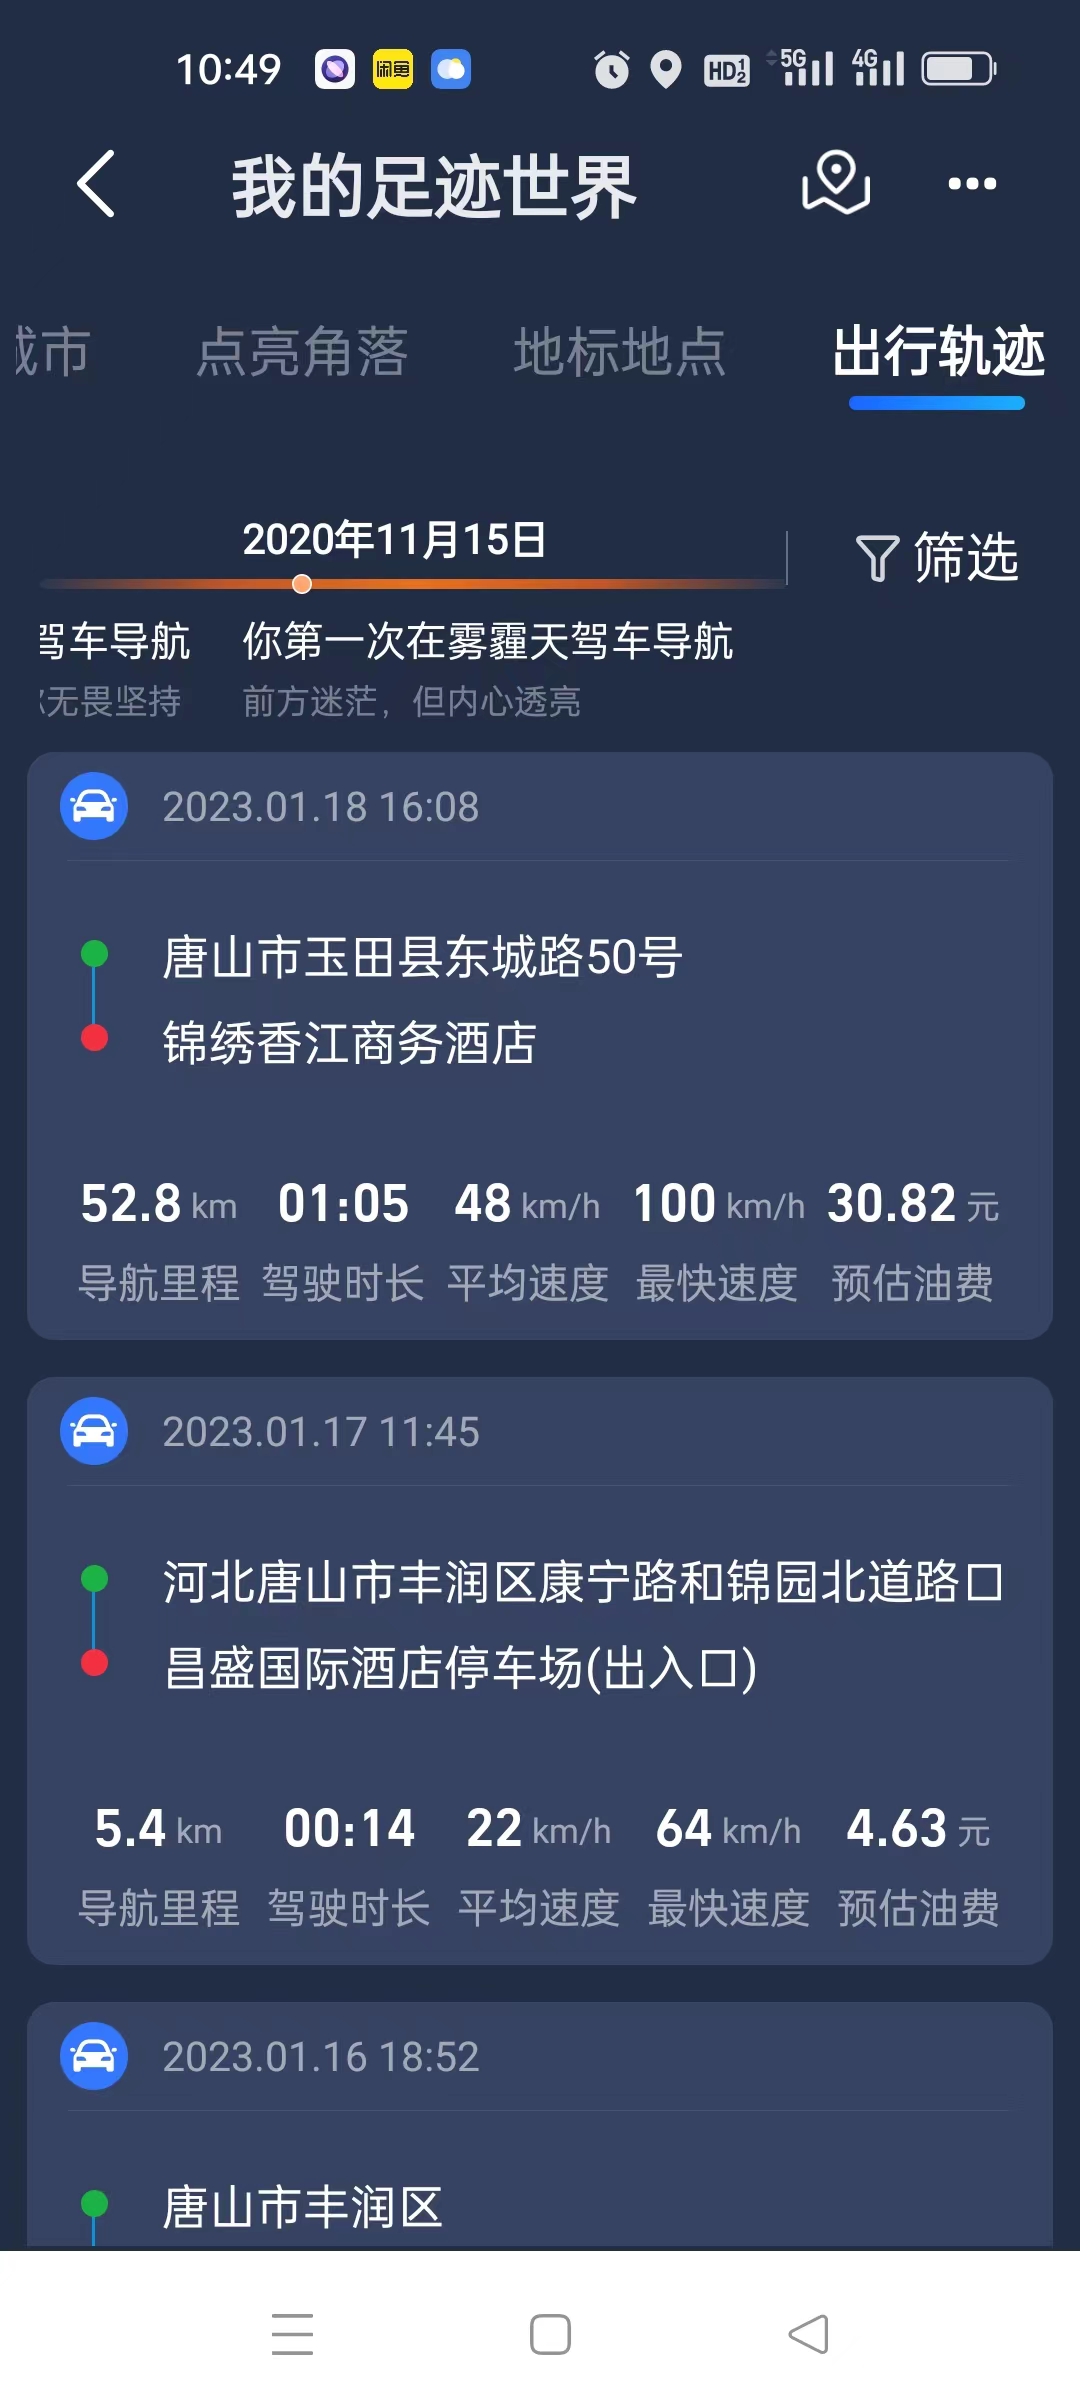 10:49 闲鱼 HD 1 2 5G 4G
我的足迹世界
城市 点亮角落 地标地点 出行轨迹
2020年11月15日
筛选
驾车导航 你第一次在雾霾天驾车导航
无畏坚持 前方迷茫，但内心透亮
2023.01.18 16:08
唐山市玉田县东城路50号
锦绣香江商务酒店
52.8 km 01:05 48 km/h 100 km/h 30.82 元
导航里程 驾驶时长 平均速度 最快速度 预估油费
2023.01.17 11:45
河北唐山市丰润区康宁路和锦园北道路口
昌盛国际酒店停车场(出入口)
5.4 km 00:14 22 km/h 64 km/h 4.63 元
导航里程 驾驶时长 平均速度 最快速度 预估油费
2023.01.16 18:52
唐山市丰润区